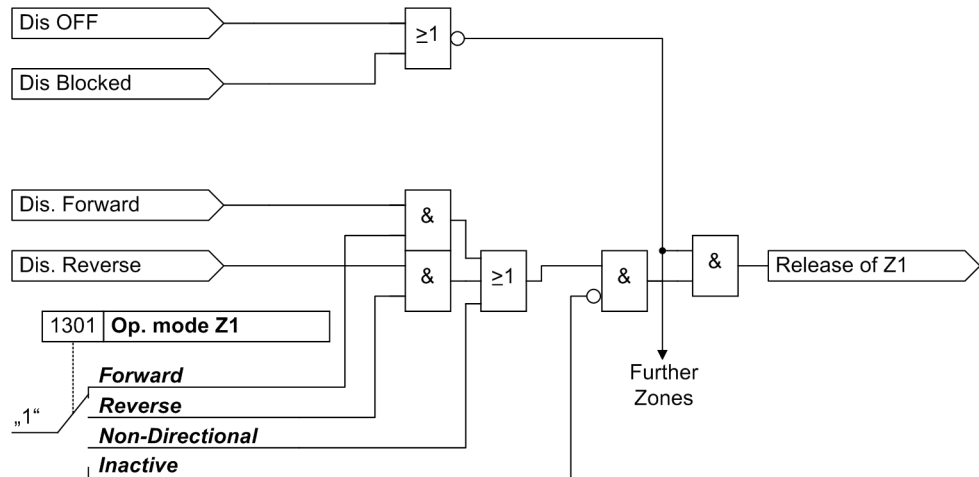 Dis OFF
≥1
Dis Blocked
Dis. Forward
&
Dis. Reverse
&
≥1
&
&
Release of Z1
1301 Op. mode Z1
Further
Zones
Forward
Reverse
„1“
Non-Directional
Inactive